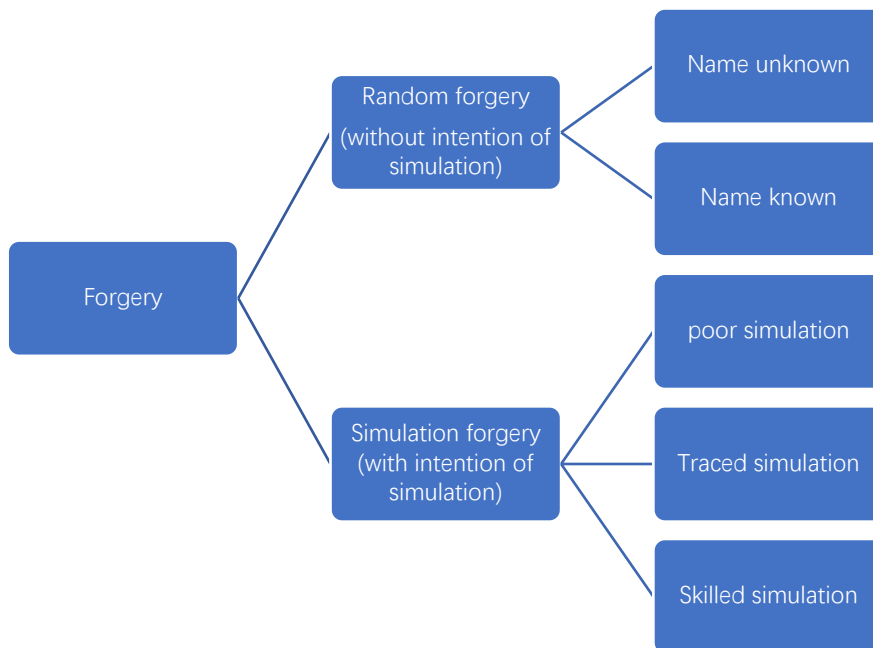 Forgery
Random forgery
(without intention of
simulation)
Name unknown
Name known
Simulation forgery
(with intention of
simulation)
poor simulation
Traced simulation
Skilled simulation